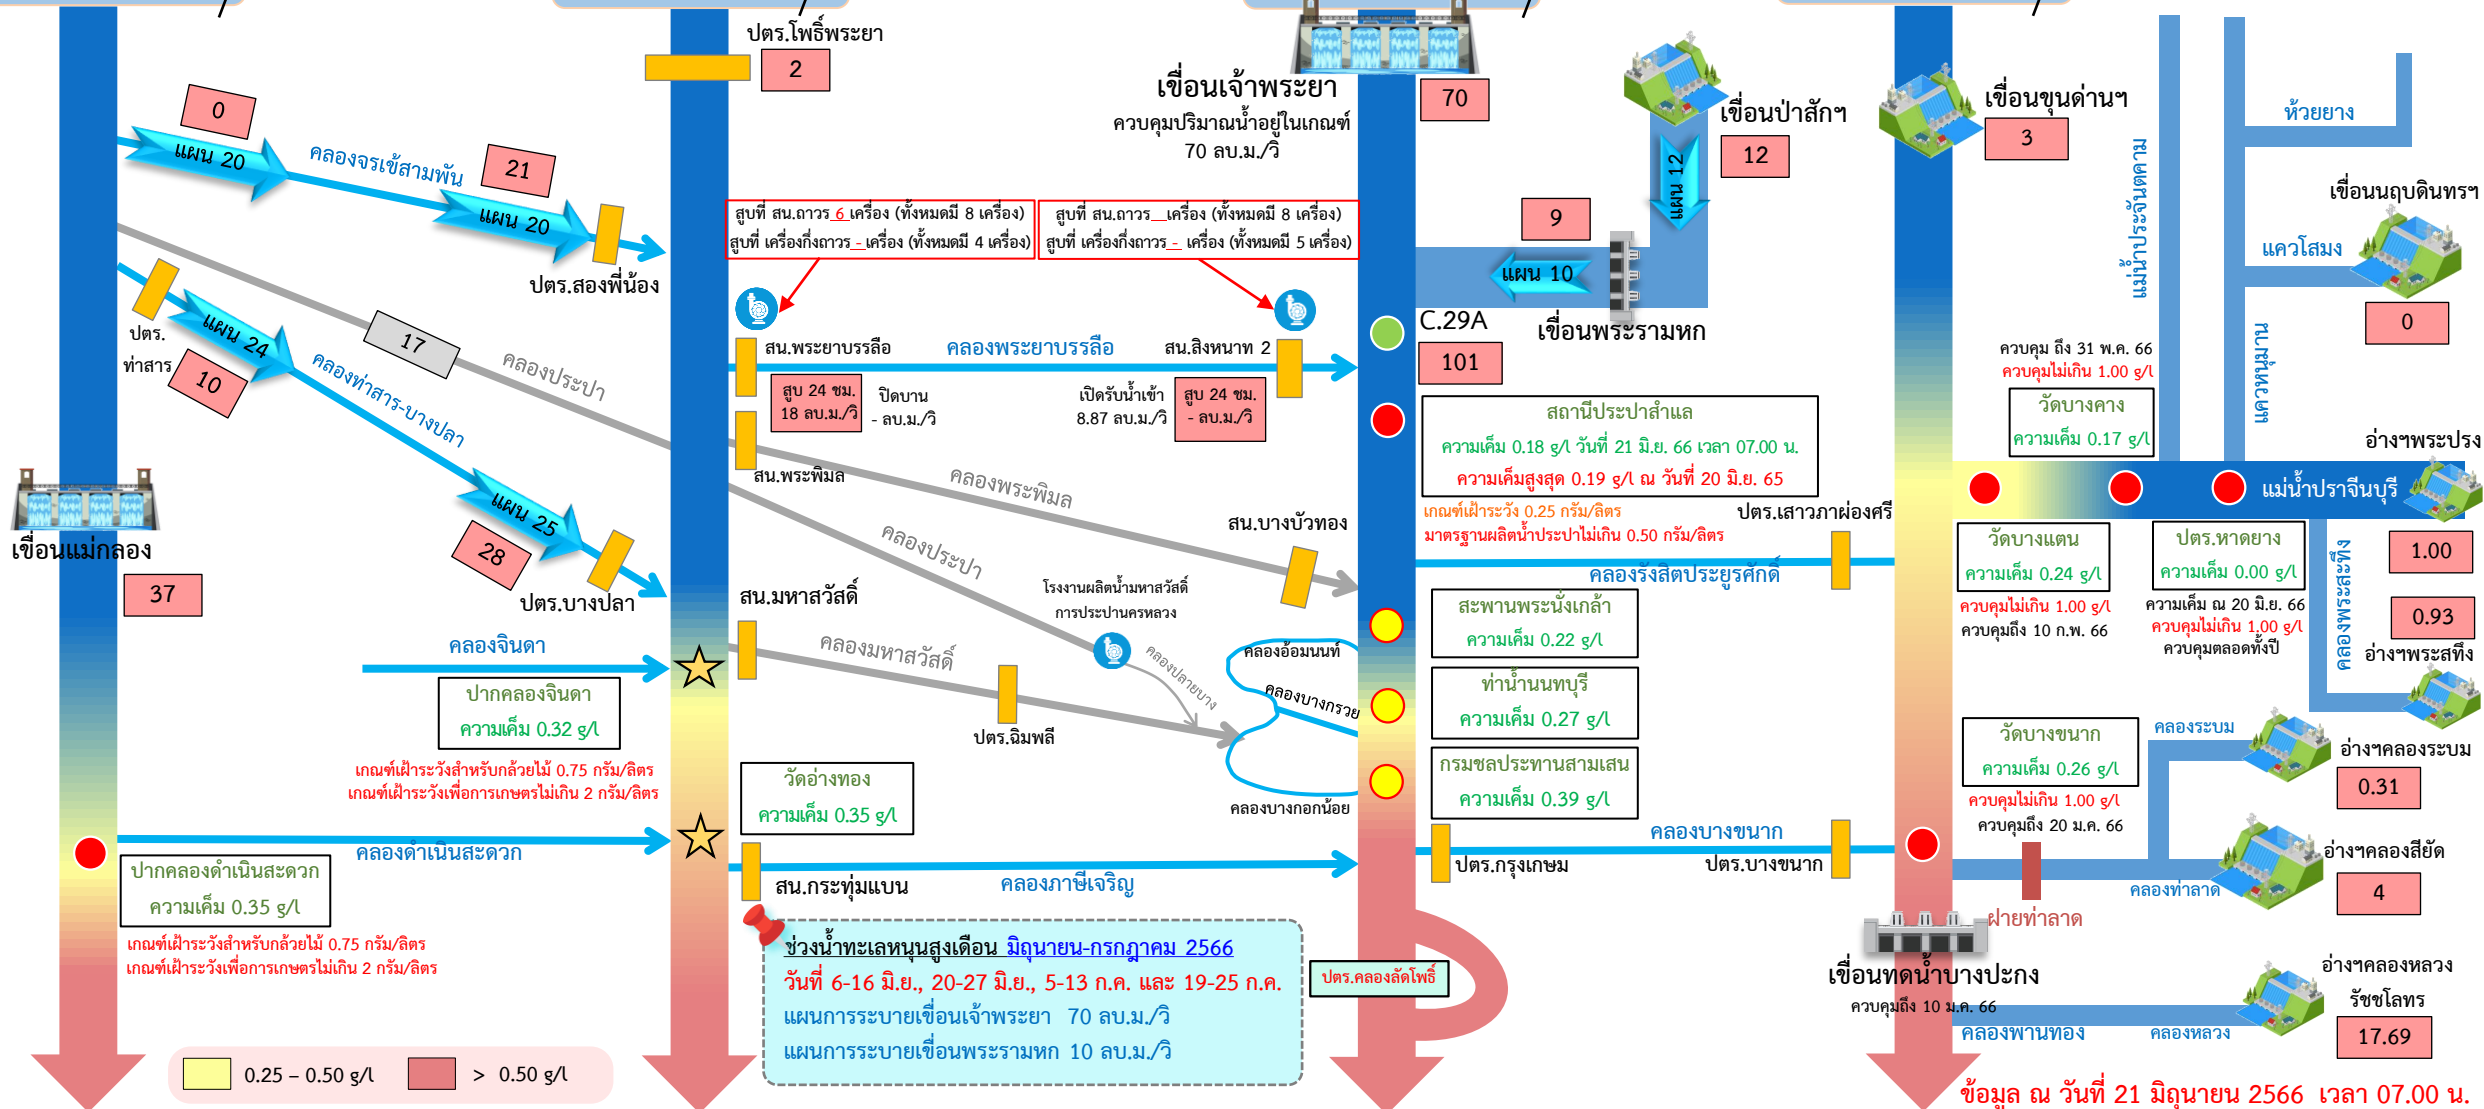 ปตร.โพธิ์พระยา
2
เขื่อนเจ้าพระยา
ควบคุมปริมาณน้ำอยู่ในเกณฑ์
70 ลบ.ม./วิ
70
เขื่อนป่าสักฯ
12
แผน 12
เขื่อนขุนด่านฯ
3
ห้วยยาง
แม่น้ำประจันตคาม
เขื่อนนฤบดินทรฯ
แควโสมง
0
แควหนุมาน
0
แผน 20
คลองจรเข้สามพัน
21
แผน 20
ปตร.สองพี่น้อง
สูบที่ สน.ถาวร 6 เครื่อง (ทั้งหมดมี 8 เครื่อง)
สูบที่ เครื่องกึ่งถาวร - เครื่อง (ทั้งหมดมี 4 เครื่อง)
สูบที่ สน.ถาวร เครื่อง (ทั้งหมดมี 8 เครื่อง)
สูบที่ เครื่องกึ่งถาวร - เครื่อง (ทั้งหมดมี 5 เครื่อง)
9
แผน 10
เขื่อนพระรามหก
ปตร.
ท่าสาร
แผน 24
10
17
คลองประปา
คลองท่าสาร-บางปลา
แผน 25
28
ปตร.บางปลา
สน.พระยาบรรลือ
คลองพระยาบรรลือ
สน.สิงหนาท 2
สูบ 24 ชม.
18 ลบ.ม./วิ
ปิดบาน
- ลบ.ม./วิ
เปิดรับน้ำเข้า
8.87 ลบ.ม./วิ
สูบ 24 ชม.
- ลบ.ม./วิ
C.29A
101
สถานีประปาสำแล
ความเค็ม 0.18 g/l วันที่ 21 มิ.ย. 66 เวลา 07.00 น.
ความเค็มสูงสุด 0.19 g/l ณ วันที่ 20 มิ.ย. 65
เกณฑ์เฝ้าระวัง 0.25 กรัม/ลิตร
มาตรฐานผลิตน้ำประปาไม่เกิน 0.50 กรัม/ลิตร
ปตร.เสาวภาผ่องศรี
คลองรังสิตประยูรศักดิ์
ควบคุม ถึง 31 พ.ค. 66
ควบคุมไม่เกิน 1.00 g/l
วัดบางคาง
ความเค็ม 0.17 g/l
อ่างฯพระปรง
แม่น้ำปราจีนบุรี
1.00
วัดบางแตน
ความเค็ม 0.24 g/l
ควบคุมไม่เกิน 1.00 g/l
ควบคุมถึง 10 ก.พ. 66
ปตร.หาดยาง
ความเค็ม 0.00 g/l
ความเค็ม ณ 20 มิ.ย. 66
ควบคุมไม่เกิน 1.00 g/l
ควบคุมตลอดทั้งปี
คลองพระสะทึง
0.93
อ่างฯพระสทึง
เขื่อนแม่กลอง
37
สน.พระพิมล
คลองพระพิมล
สน.บางบัวทอง
คลองประปา
โรงงานผลิตน้ำมหาสวัสดิ์
การประปานครหลวง
สน.มหาสวัสดิ์
คลองมหาสวัสดิ์
คลองปลายบาง
ปตร.ฉิมพลี
คลองอ้อมนนท์
คลองบางกรวย
คลองบางกอกน้อย
คลองจินดา
ปากคลองจินดา
ความเค็ม 0.32 g/l
เกณฑ์เฝ้าระวังสำหรับกล้วยไม้ 0.75 กรัม/ลิตร
เกณฑ์เฝ้าระวังเพื่อการเกษตรไม่เกิน 2 กรัม/ลิตร
สะพานพระนั่งเกล้า
ความเค็ม 0.22 g/l
ท่าน้ำนนทบุรี
ความเค็ม 0.27 g/l
กรมชลประทานสามเสน
ความเค็ม 0.39 g/l
วัดบางขนาก
ความเค็ม 0.26 g/l
ควบคุมไม่เกิน 1.00 g/l
ควบคุมถึง 20 ม.ค. 66
คลองระบม
อ่างฯคลองระบม
0.31
อ่างฯคลองสียัด
4
คลองท่าลาด
ฝายท่าลาด
วัดอ่างทอง
ความเค็ม 0.35 g/l
คลองดำเนินสะดวก
ปากคลองดำเนินสะดวก
ความเค็ม 0.35 g/l
เกณฑ์เฝ้าระวังสำหรับกล้วยไม้ 0.75 กรัม/ลิตร
เกณฑ์เฝ้าระวังเพื่อการเกษตรไม่เกิน 2 กรัม/ลิตร
สน.กระทุ่มแบน
คลองภาษีเจริญ
ปตร.กรุงเกษม
คลองบางขนาก
ปตร.บางขนาก
ช่วงน้ำทะเลหนุนสูงเดือน มิถุนายน-กรกฎาคม 2566
วันที่ 6-16 มิ.ย., 20-27 มิ.ย., 5-13 ก.ค. และ 19-25 ก.ค.
แผนการระบายเขื่อนเจ้าพระยา 70 ลบ.ม./วิ
แผนการระบายเขื่อนพระรามหก 10 ลบ.ม./วิ
ปตร.คลองลัดโพธิ์
เขื่อนทดน้ำบางปะกง
ควบคุมถึง 10 ม.ค. 66
คลองพานทอง
คลองหลวง
อ่างฯคลองหลวง
รัชชโลทร
17.69
0.25 – 0.50 g/l
> 0.50 g/l
ข้อมูล ณ วันที่ 21 มิถุนายน 2566 เวลา 07.00 น.